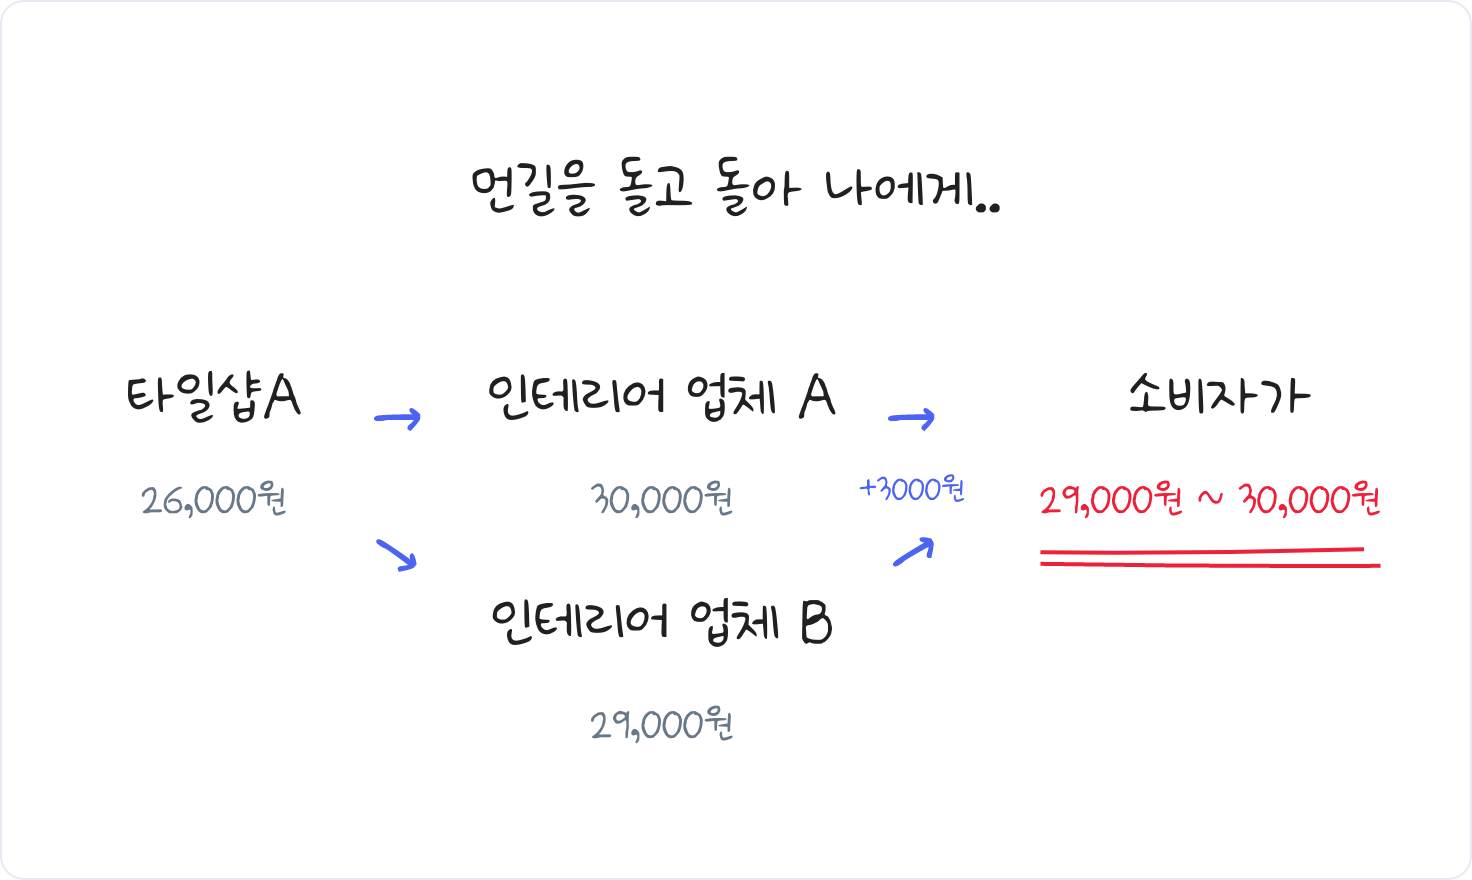 먼길을 돌고 돌아 나에게..
타일샵A → 인테리어 업체 A → 소비자가
26,000원 30,000원 +3000원 29,000원 ~ 30,000원
인테리어 업체 B
29,000원